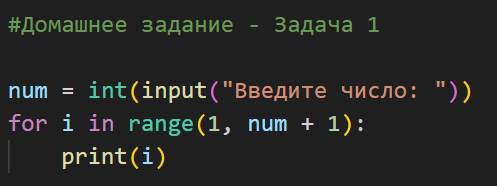 #Домашнее задание - Задача 1
num = int(input("Введите число: "))
for i in range(1, num + 1):
    print(i)